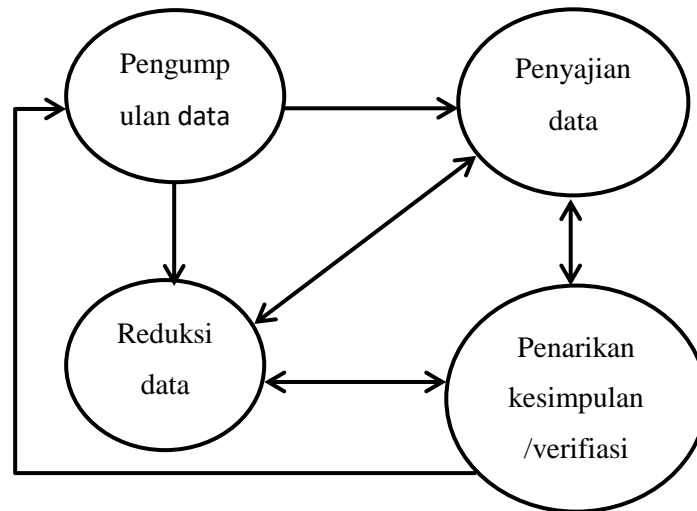 Pengump
ulan data
Penyajian
data
Reduksi
data
Penarikan
kesimpulan
/verifiasi